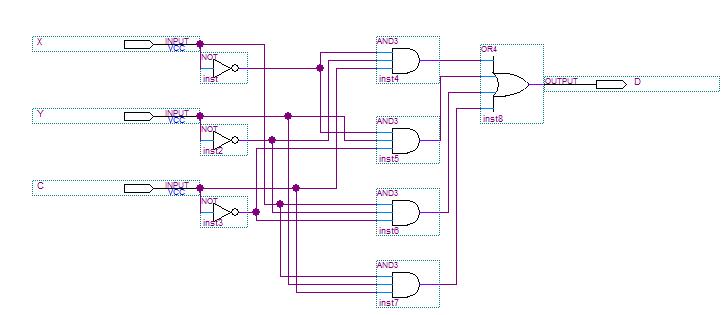 X
INPUT
VCC
NOT
inst
Y
INPUT
VCC
NOT
inst2
C
INPUT
VCC
NOT
inst3
AND3
inst4
AND3
inst5
AND3
inst6
AND3
inst7
OR4
inst8
OUTPUT
D